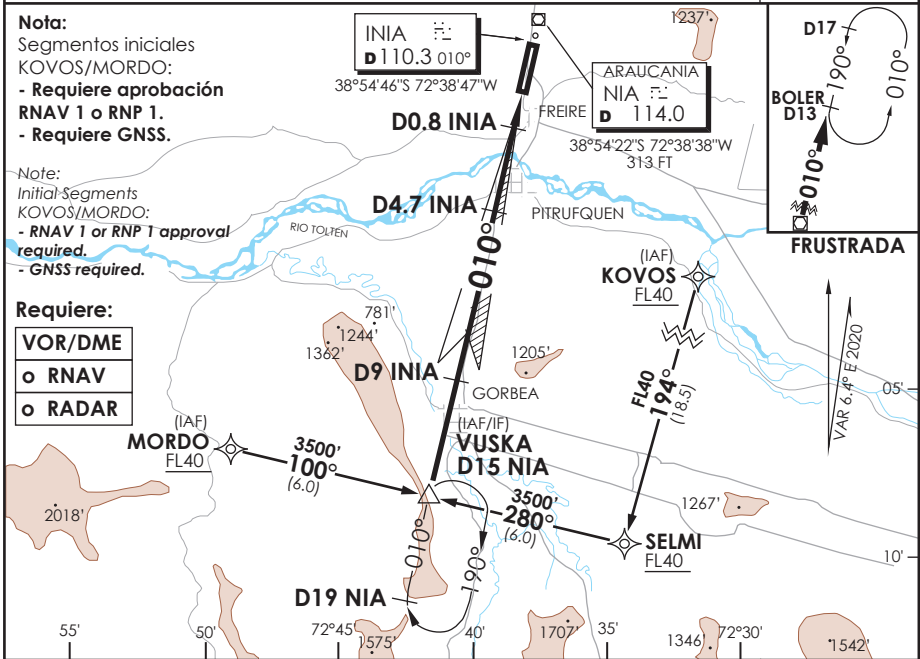 Nota:
Segmentos iniciales
KOVOS/MORDO:
- Requiere aprobación
RNAV 1 o RNP 1.
- Requiere GNSS.
Note:
Initial Segments
KOVOS/MORDO:
- RNAV 1 or RNP 1 approval
required.
- GNSS required.
Requiere:
VOR/DME
o RNAV
o RADAR
INIA
D 110.3 010°
38°54'46"S 72°38'47"W
ARAUCANIA
NIA
D 114.0
38°54'22"S 72°38'38"W
313 FT
1237'
D17
190°
010°
BOLER
D13
010°
FRUSTRADA
FREIRE
D0.8 INIA
D4.7 INIA
PITRUFQUEN
RIO TOLTEN
010°
(IAF)
KOVOS
FL40
781'
1244'
1362'
1205'
D9 INIA
GORBEA
FL40
194°
(18.5)
VAR 6.4° E 2020
05'
(IAF)
MORDO
FL40
3500'
100°
(6.0)
(IAF/IF)
VUSKA
D15 NIA
3500'
280°
(6.0)
1267'
2018'
SELMI
FL40
10'
010°
190°
D19 NIA
55'
50'
72°45'
1575'
40'
1707'
35'
1346'
72°30'
1542'